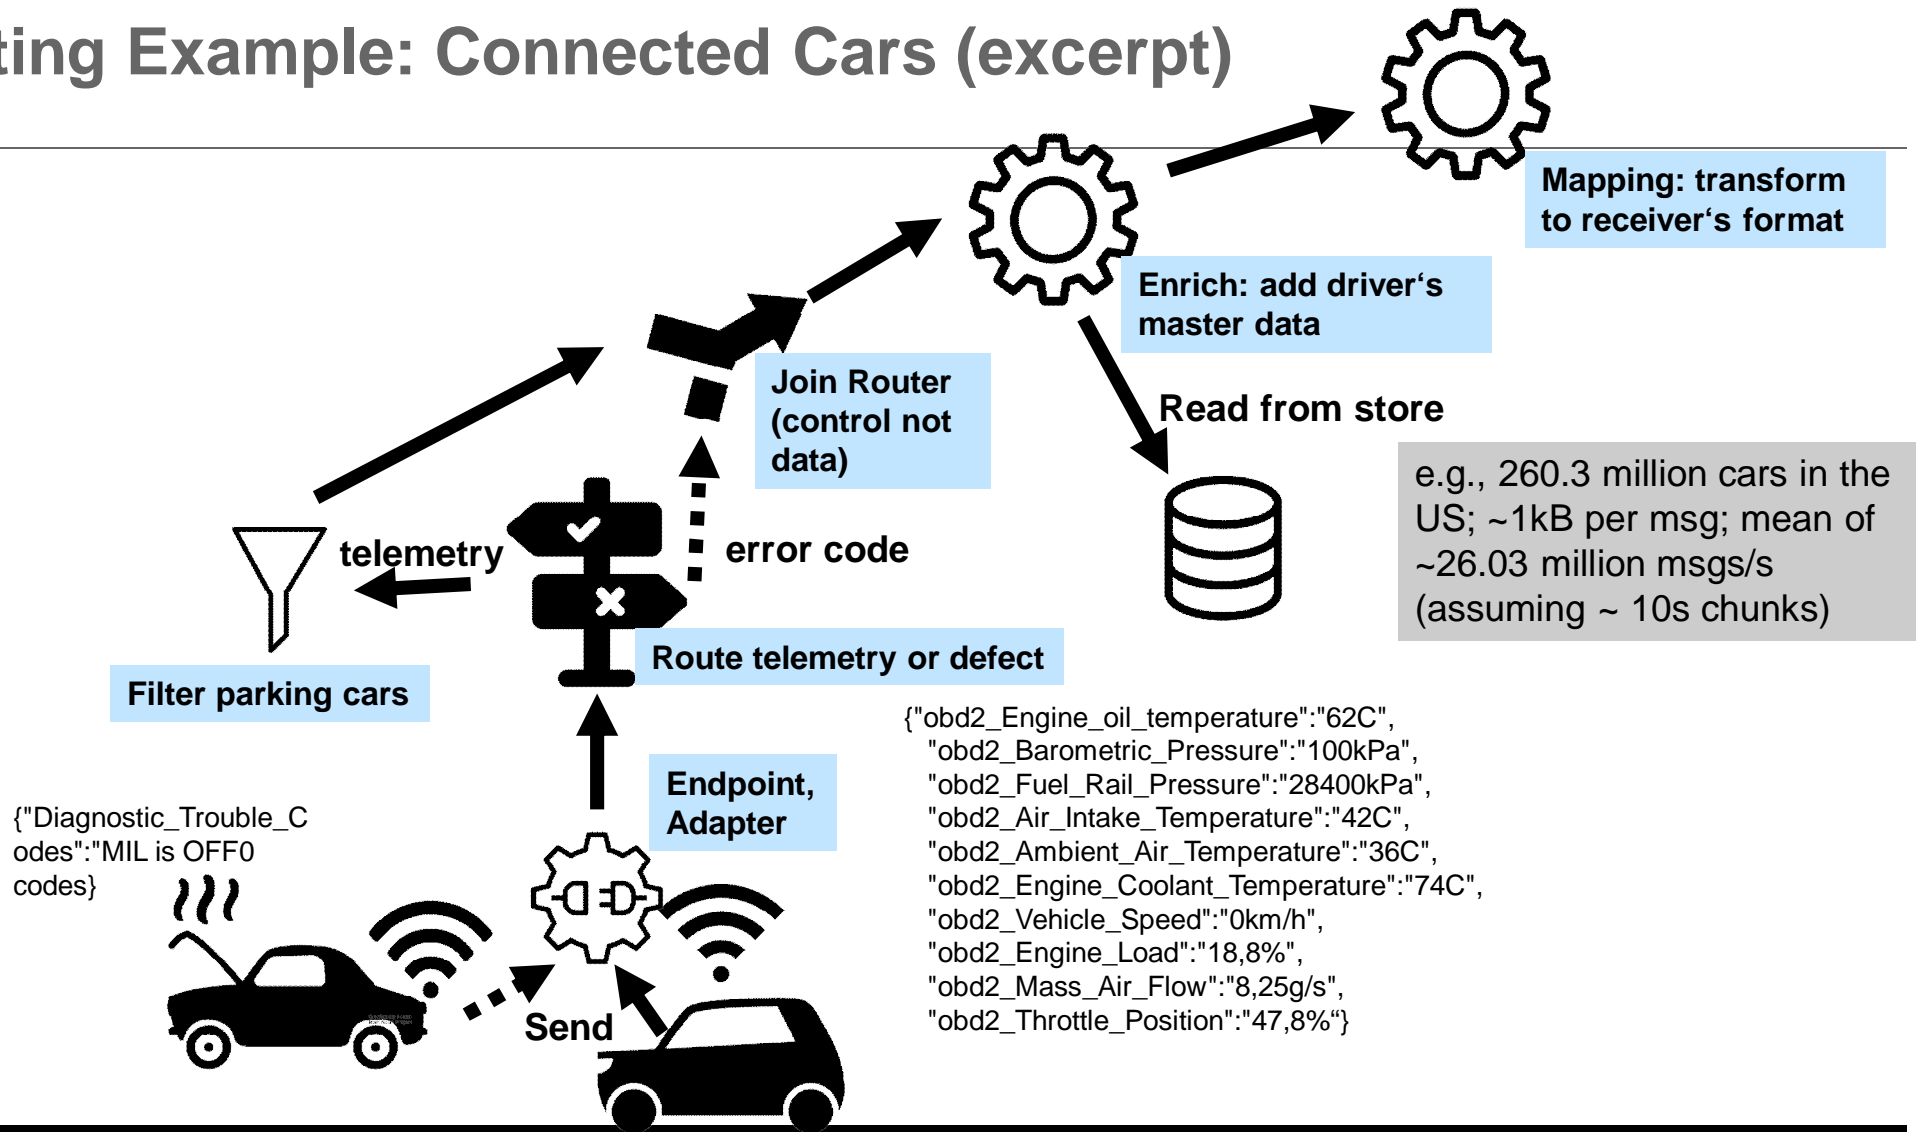 ting Example: Connected Cars (excerpt)
Mapping: transform
to receiver‘s format
Enrich: add driver‘s
master data
Join Router
(control not
data)
Read from store
e.g., 260.3 million cars in the
US; ~1kB per msg; mean of
~26.03 million msgs/s
(assuming ~ 10s chunks)
telemetry
error code
Route telemetry or defect
Filter parking cars
Endpoint,
Adapter
{"obd2_Engine_oil_temperature":"62C",
"obd2_Barometric_Pressure":"100kPa",
"obd2_Fuel_Rail_Pressure":"28400kPa",
"obd2_Air_Intake_Temperature":"42C",
"obd2_Ambient_Air_Temperature":"36C",
"obd2_Engine_Coolant_Temperature":"74C",
"obd2_Vehicle_Speed":"0km/h",
"obd2_Engine_Load":"18,8%",
"obd2_Mass_Air_Flow":"8,25g/s",
"obd2_Throttle_Position":"47,8%“}
{"Diagnostic_Trouble_C
odes":"MIL is OFF0
codes}
Send